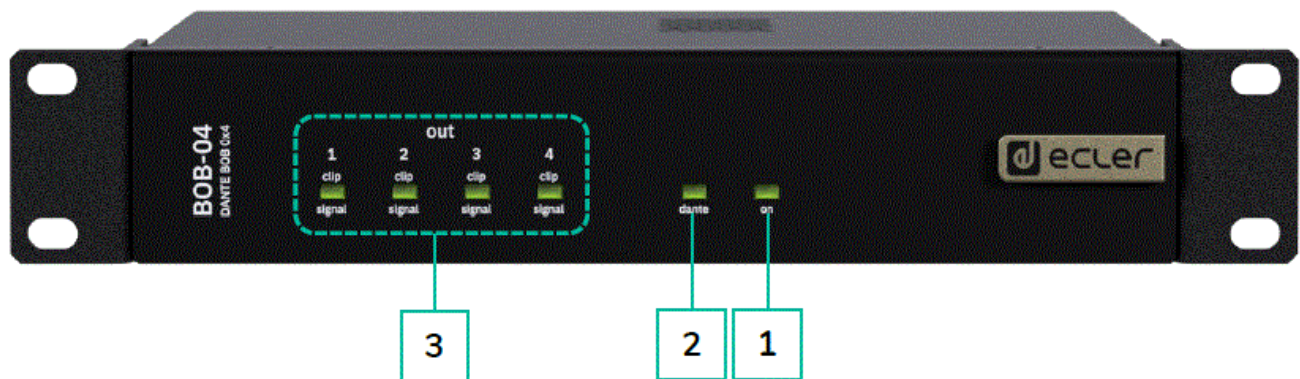 BOB-04
DANTE BOB 0x4
out
1 2 3 4
clip clip clip clip
signal signal signal signal
dante on
ecler
3 2 1